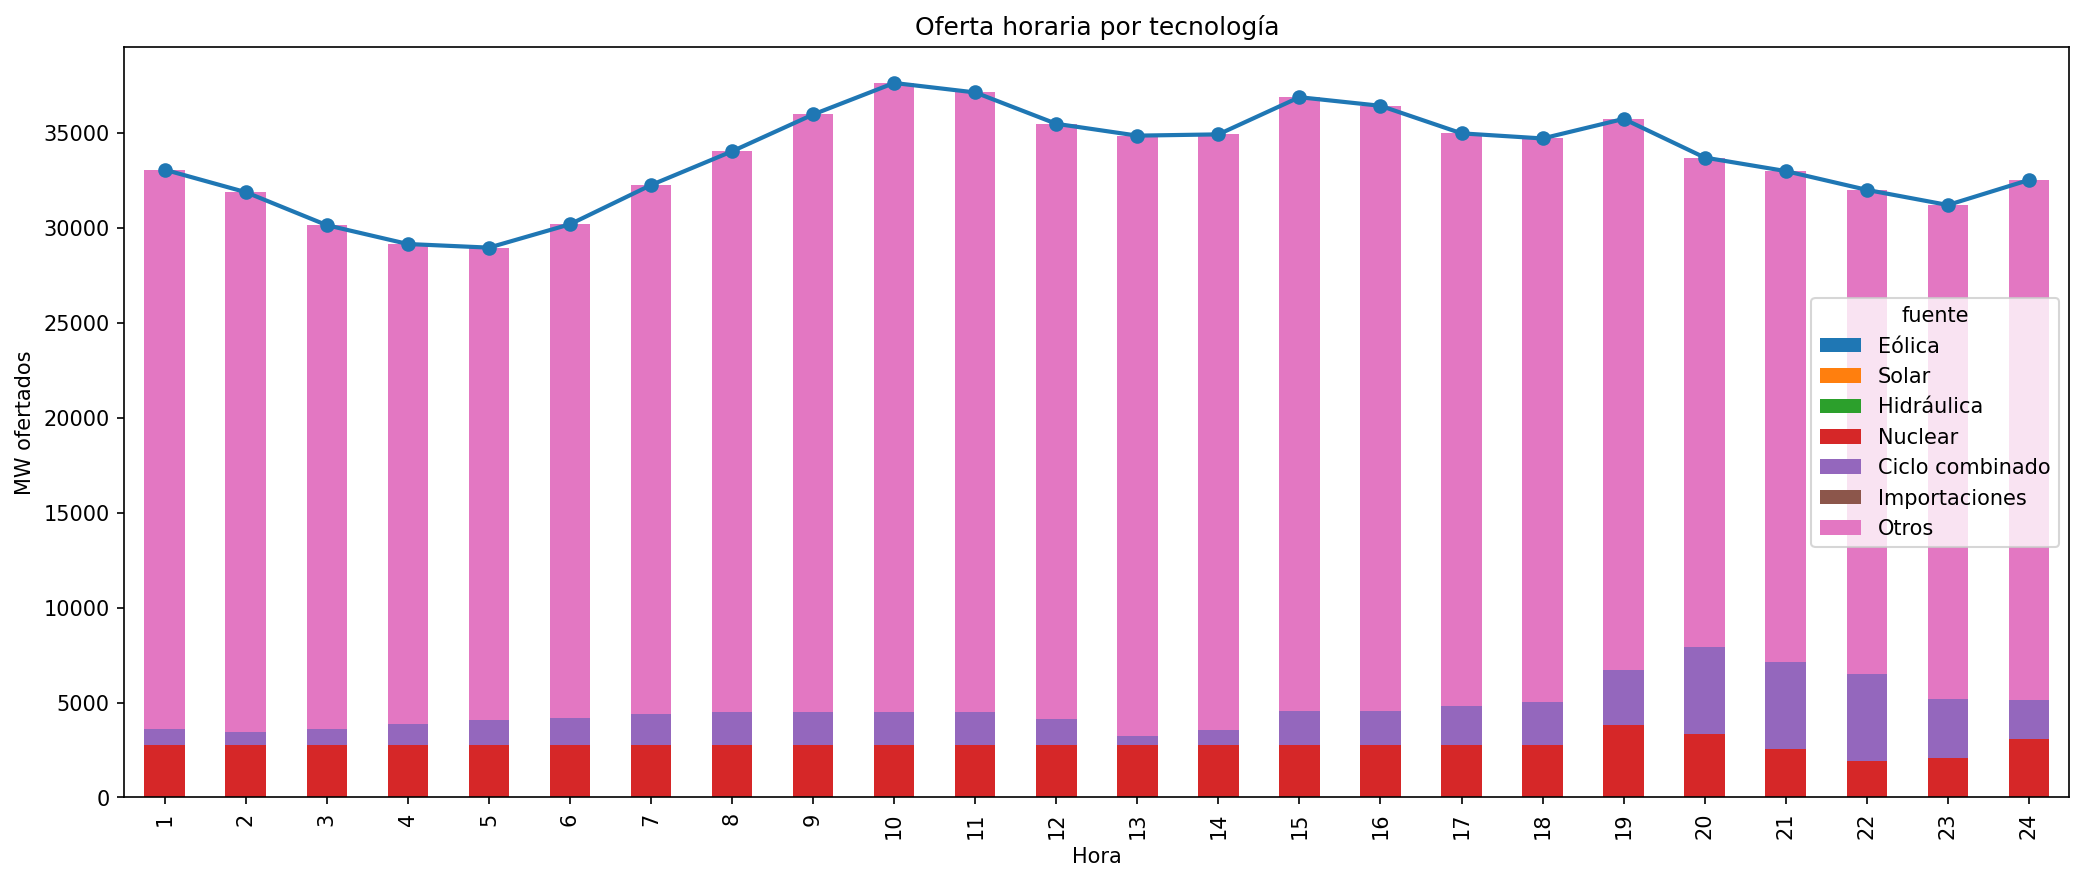 Oferta horaria por tecnología
MW ofertados
35000
30000
25000
20000
15000
10000
5000
0
fuente
Eólica
Solar
Hidráulica
Nuclear
Ciclo combinado
Importaciones
Otros
1 2 3 4 5 6 7 8 9 10 11 12 13 14 15 16 17 18 19 20 21 22 23 24
Hora